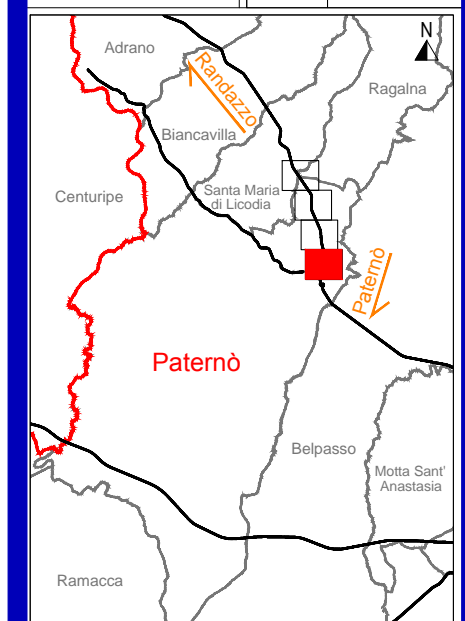 Adrano
N
Randazzo
Ragalna
Biancavilla
Centuripe
Santa Maria
di Licodia
Paternò
Paternò
Belpasso
Motta Sant'
Anastasia
Ramacca